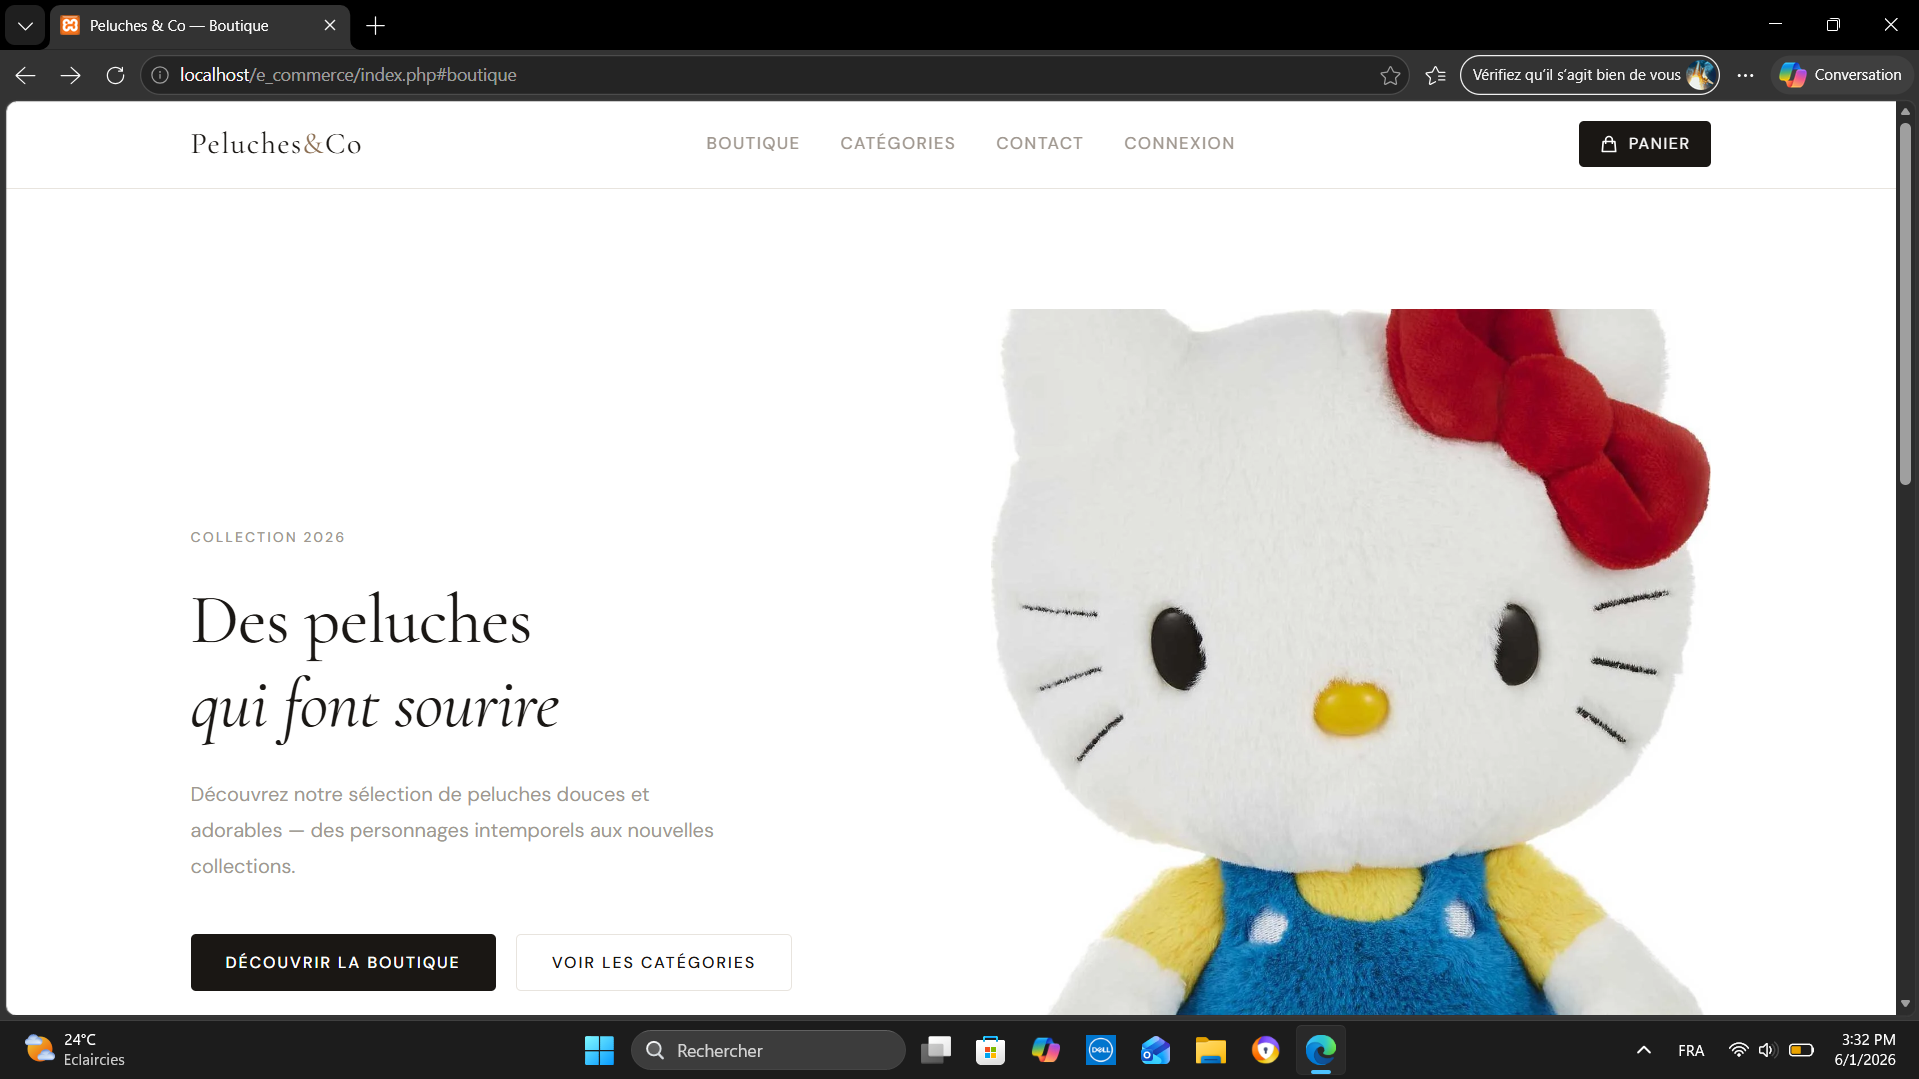 Peluches & Co — Boutique
localhost/e_commerce/index.php#boutique
Vérifiez qu'il s'agit bien de vous
Conversation
Peluches&Co
BOUTIQUE
CATÉGORIES
CONTACT
CONNEXION
PANIER
COLLECTION 2026
Des peluches
qui font sourire
Découvrez notre sélection de peluches douces et
adorables — des personnages intemporels aux nouvelles
collections.
DÉCOUVRIR LA BOUTIQUE
VOIR LES CATÉGORIES
24°C
Eclaircies
Rechercher
DELL
FRA
3:32 PM
6/1/2026